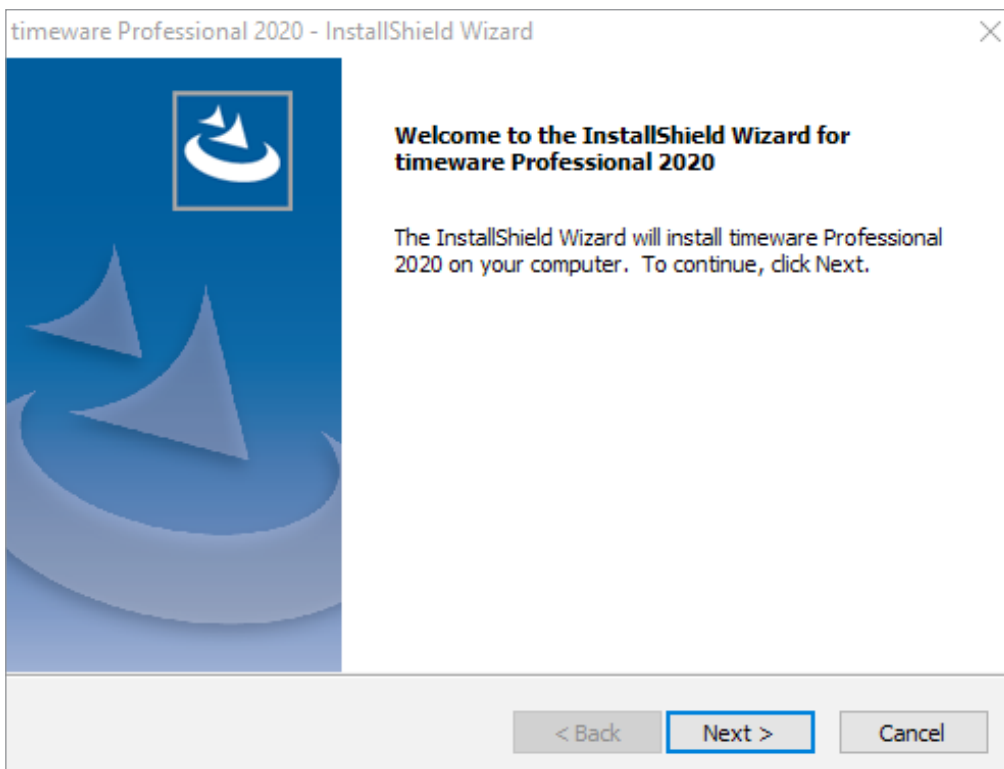 timeware Professional 2020 - InstallShield Wizard
Welcome to the InstallShield Wizard for
timeware Professional 2020
The InstallShield Wizard will install timeware Professional
2020 on your computer.  To continue, click Next.
< Back
Next >
Cancel